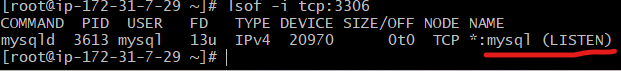 [root@ip-172-31-7-29 ~]# lsof -i tcp:3306
COMMAND  PID  USER   FD   TYPE DEVICE SIZE/OFF NODE NAME
mysqld  3613 mysql   13u  IPv4  20970      0t0  TCP *:mysql (LISTEN)
[root@ip-172-31-7-29 ~]#